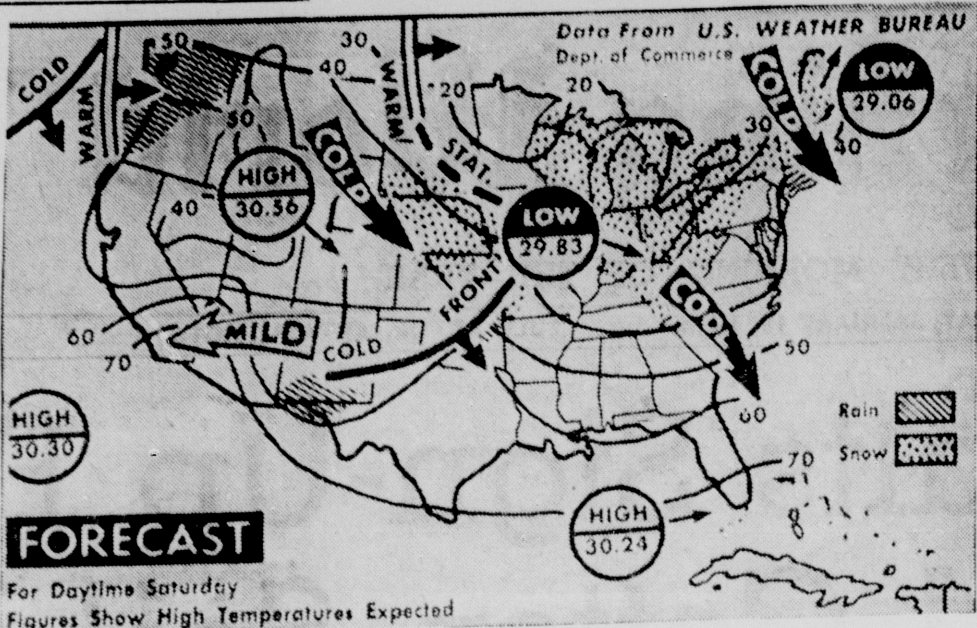 Data From U.S. WEATHER BUREAU
Dept. of Commerce
COLD
WARM
50
50
30
40
WARM
20
20
STAT.
COLD
LOW
29.06
30
40
COLD
HIGH
30.56
40
COLD
LOW
29.83
FRONT
COOL
60
70
MILD
COLD
50
60
70
HIGH
30.30
HIGH
30.24
Rain
Snow
FORECAST
For Daytime Saturday
Figures Show High Temperatures Expected